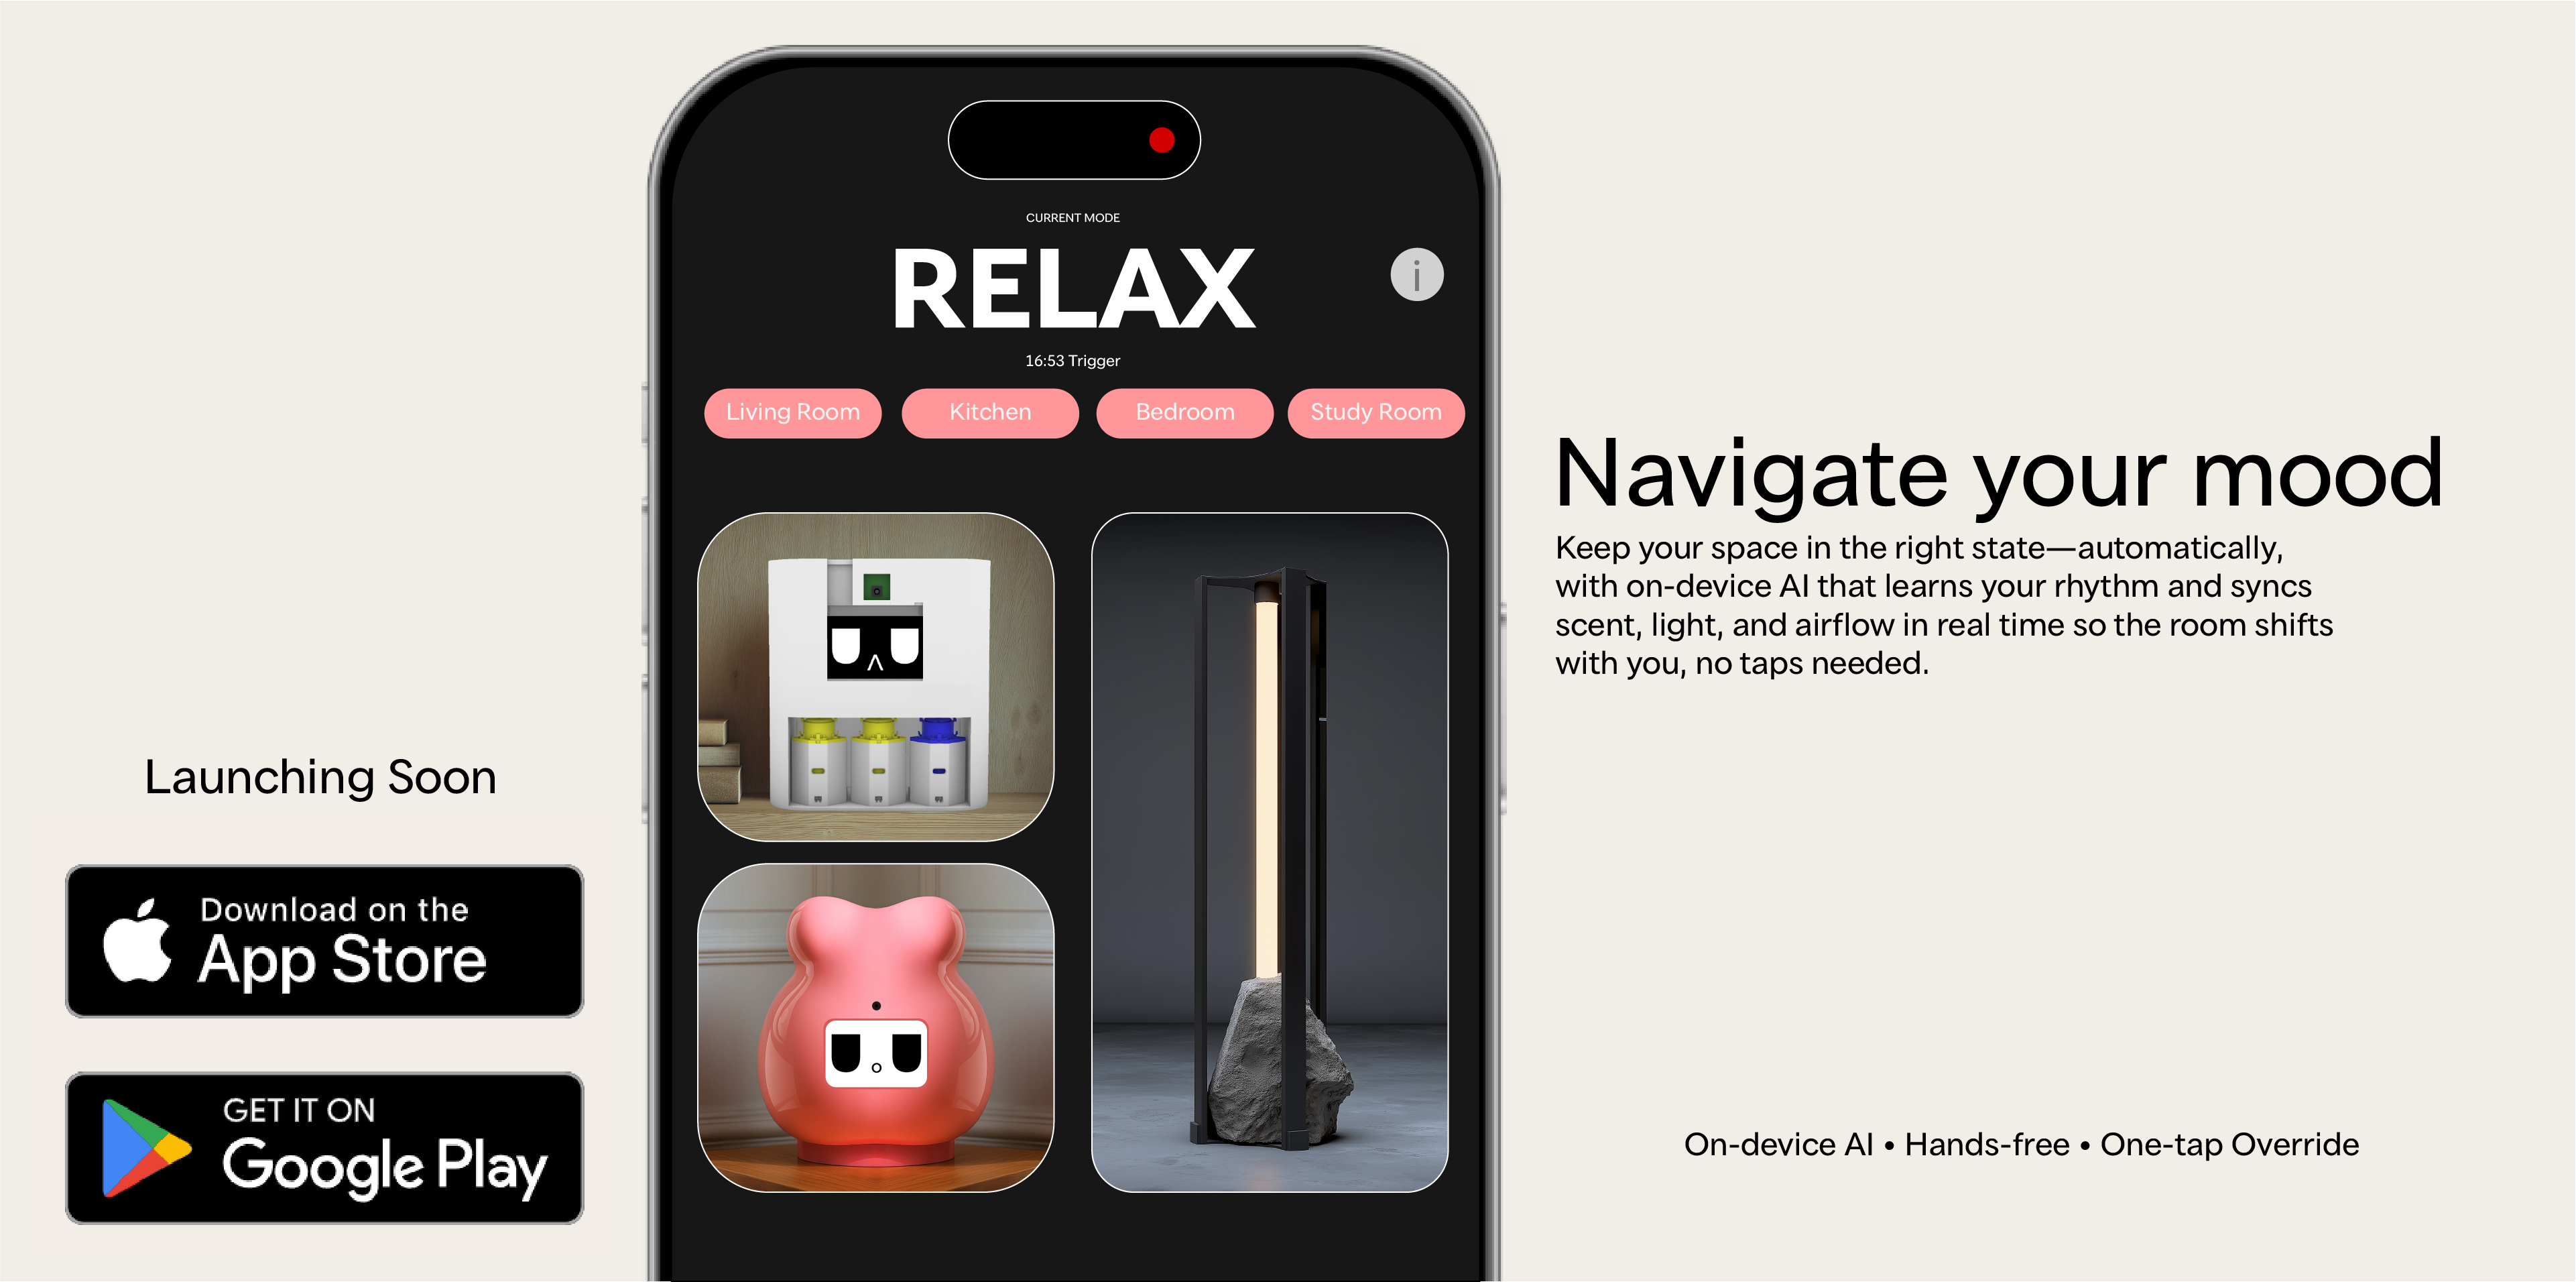 Launching Soon
Download on the
App Store
GET IT ON
Google Play
CURRENT MODE
RELAX
i
16:53 Trigger
Living Room
Kitchen
Bedroom
Study Room
Navigate your mood
Keep your space in the right state—automatically,
with on-device AI that learns your rhythm and syncs
scent, light, and airflow in real time so the room shifts
with you, no taps needed.
On-device AI • Hands-free • One-tap Override